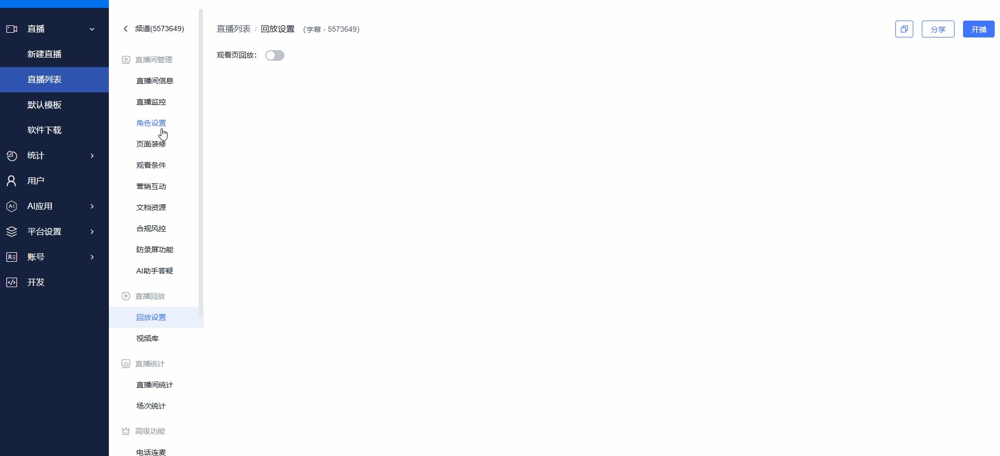 直播
新建直播
直播列表
默认模板
软件下载
统计
用户
AI应用
平台设置
账号
开发
频道(5573649)
直播间管理
直播间信息
直播监控
角色设置
页面装修
观看条件
营销互动
文档资源
合规风控
防录屏功能
AI助手答疑
直播回放
回放设置
视频库
直播统计
直播间统计
场次统计
高级功能
电话连麦
直播列表 / 回放设置 (字幕 - 5573649)
分享
开播
观看页回放：